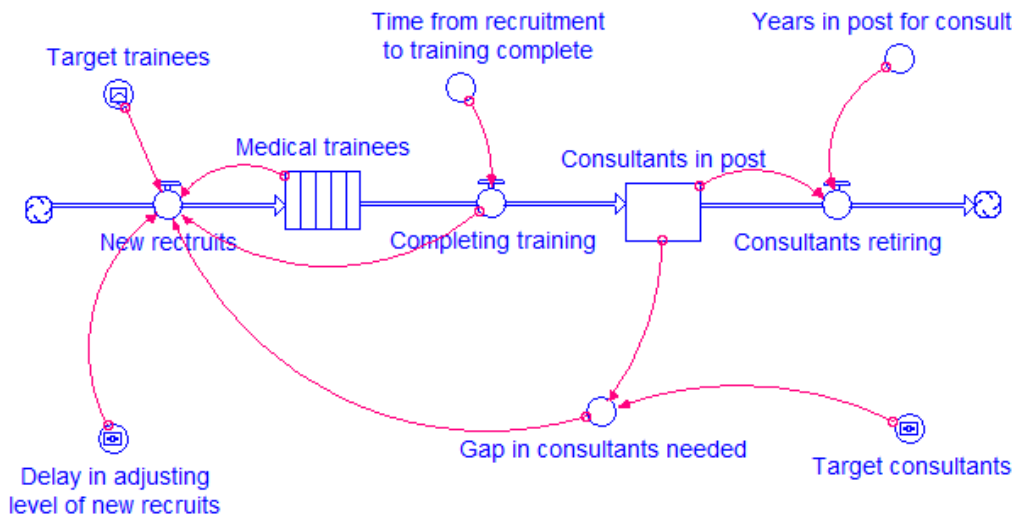 Time from recruitment
to training complete
Years in post for consult
Target trainees
Medical trainees
Consultants in post
New rectruits
Completing training
Consultants retiring
Gap in consultants needed
Target consultants
Delay in adjusting
level of new recruits